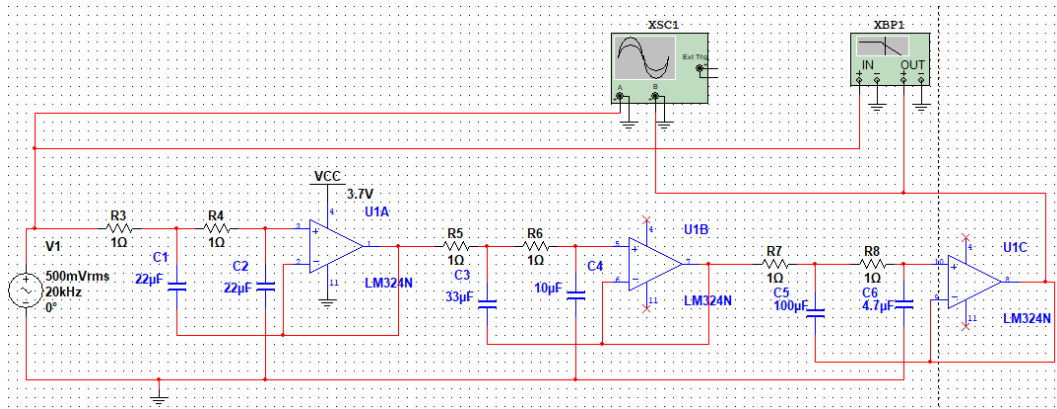 XSC1
XBP1
Ext Trig
A
B
IN
OUT
VCC
3.7V
U1A
LM324N
4
3
2
1
11
R3
1Ω
R4
1Ω
C1
22µF
C2
22µF
V1
500mVrms
20kHz
0°
R5
1Ω
R6
1Ω
C3
33µF
C4
10µF
U1B
LM324N
4
5
6
7
11
R7
1Ω
R8
1Ω
C5
100µF
C6
4.7µF
U1C
LM324N
4
10
9
8
11